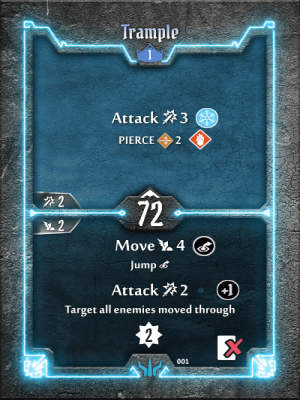 Trample
1
Attack 3
PIERCE 2
2
72
2
Move 4
Jump
Attack 2 +1
Target all enemies moved through
2
001